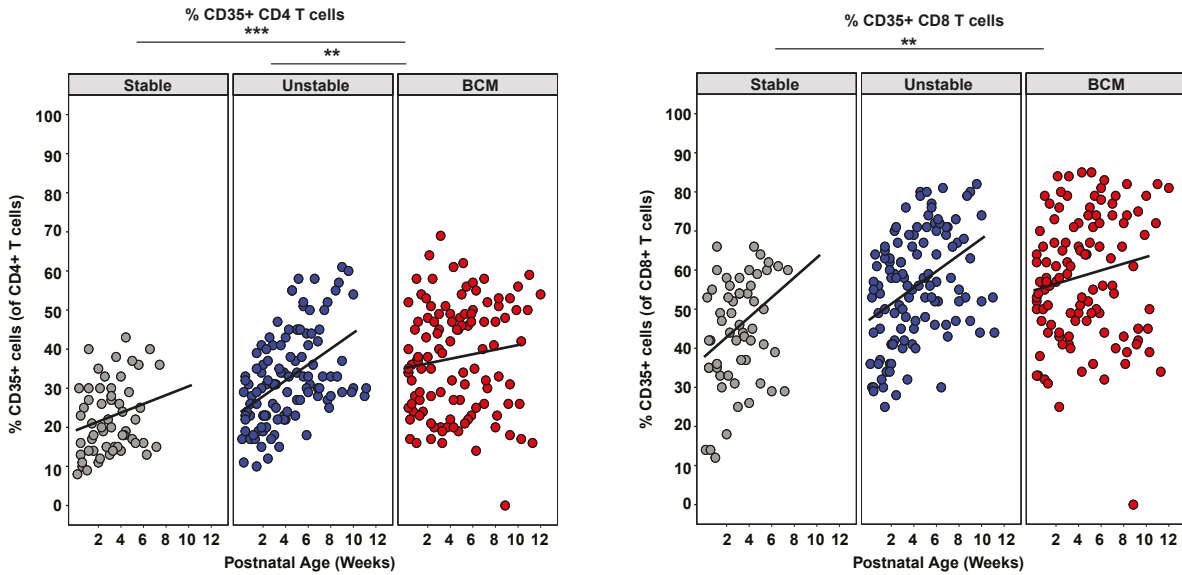 % CD35+ CD4 T cells
***
**
Stable Unstable BCM
% CD35+ cells (of CD4+ T cells)
100
90
80
70
60
50
40
30
20
10
0
2 4 6 8 10 12 2 4 6 8 10 12 2 4 6 8 10 12
Postnatal Age (Weeks)
% CD35+ CD8 T cells
**
Stable Unstable BCM
% CD35+ cells (of CD8+ T cells)
100
90
80
70
60
50
40
30
20
10
0
2 4 6 8 10 12 2 4 6 8 10 12 2 4 6 8 10 12
Postnatal Age (Weeks)